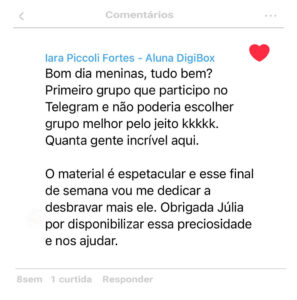 Comentários
Iara Piccoli Fortes - Aluna DigiBox
Bom dia meninas, tudo bem?
Primeiro grupo que participo no
Telegram e não poderia escolher
grupo melhor pelo jeito kkkkk.
Quanta gente incrível aqui.
O material é espetacular e esse final
de semana vou me dedicar a
desbravar mais ele. Obrigada Júlia
por disponibilizar essa preciosidade
e nos ajudar.
8sem 1 curtida Responder